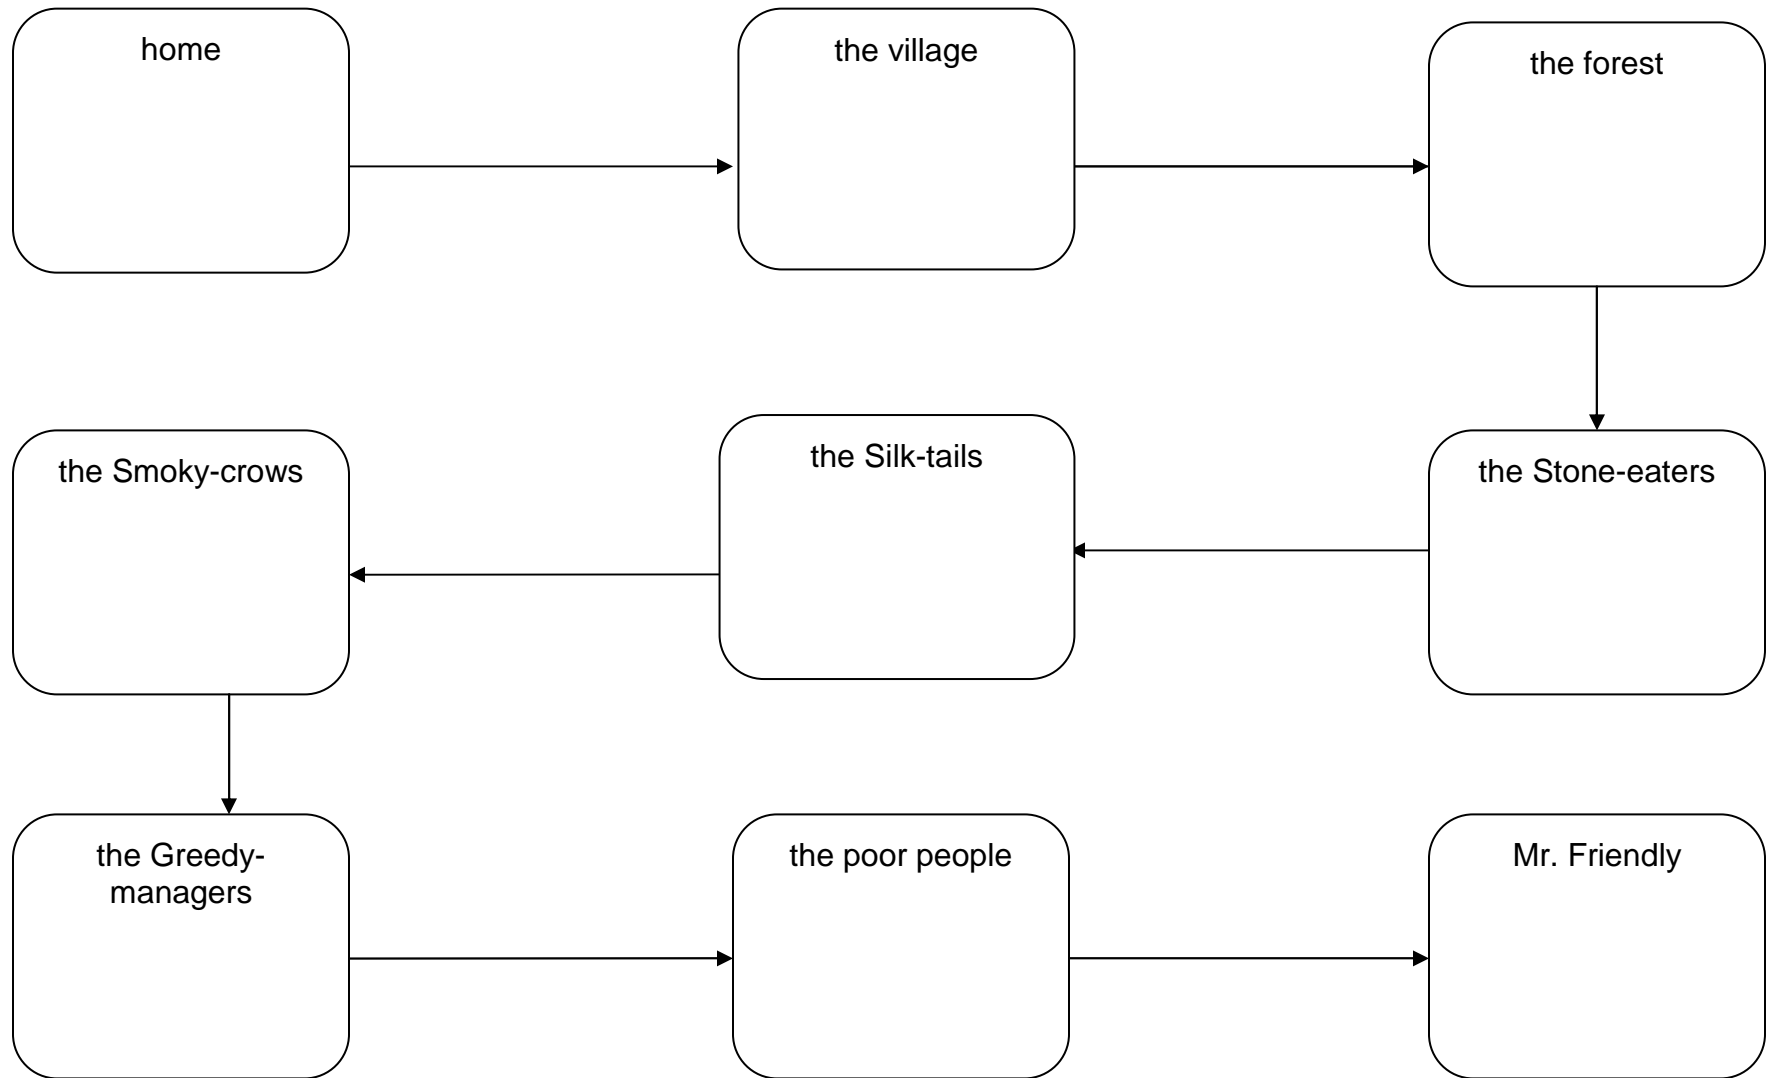 home
the village
the forest
the Stone-eaters
the Silk-tails
the Smoky-crows
the Greedy-
managers
the poor people
Mr. Friendly